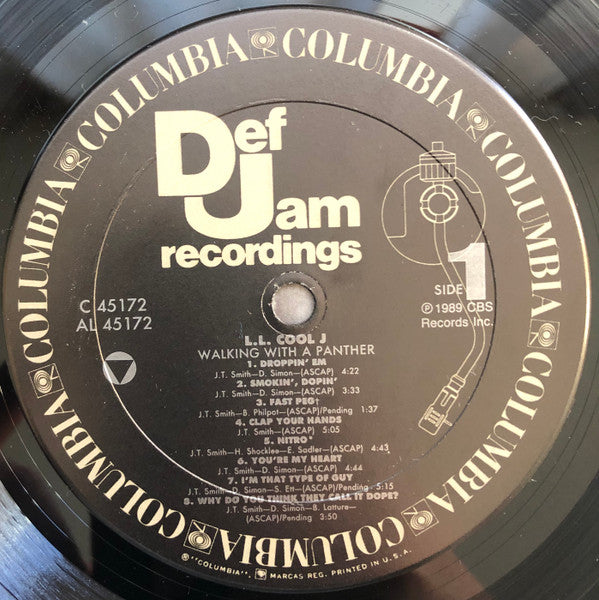 COLUMBIA COLUMBIA COLUMBIA COLUMBIA COLUMBIA COLUMBIA COLUMBIA COLUMBIA
Def
Jam
recordings
SIDE 1
C 45172
AL 45172
℗ 1989 CBS
Records Inc.
L.L. COOL J
WALKING WITH A PANTHER
1. DROPPIN' EM
J.T. Smith—D. Simon—(ASCAP) 4:22
2. SMOKIN', DOPIN'
J.T. Smith—D. Simon—(ASCAP) 3:33
3. FAST PEG†
J.T. Smith—B. Philpot—(ASCAP)/Pending 1:37
4. CLAP YOUR HANDS
J.T. Smith—(ASCAP) 5:05
5. NITRO*
J.T. Smith—H. Shocklee—E. Sadler—(ASCAP) 4:43
6. YOU'RE MY HEART
J.T. Smith—D. Simon—(ASCAP) 4:44
7. I'M THAT TYPE OF GUY
J.T. Smith—D. Simon—S. Ett—(ASCAP)/Pending 5:15
8. WHY DO YOU THINK THEY CALL IT DOPE?
J.T. Smith—D. Simon—B. Latture—
(ASCAP)/Pending 3:50
® "COLUMBIA", MARCAS REG. PRINTED IN U.S.A.